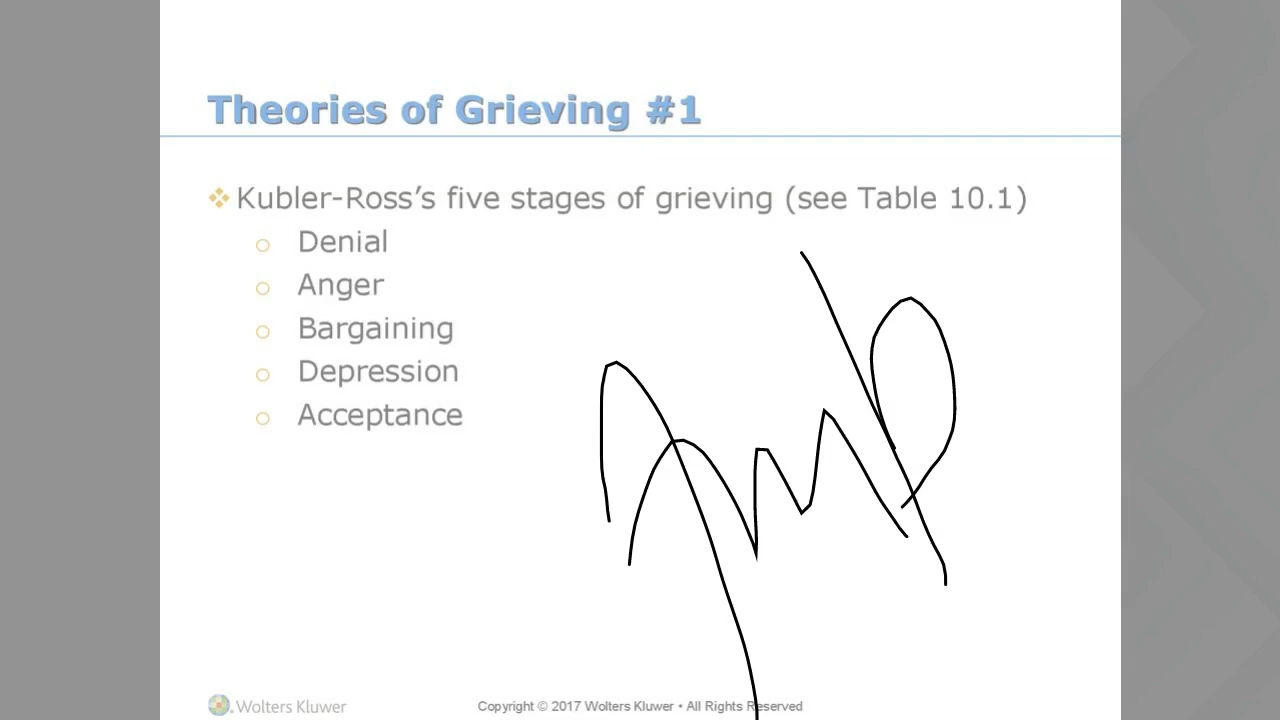 Theories of Grieving #1
Kubler-Ross's five stages of grieving (see Table 10.1)
Denial
Anger
Bargaining
Depression
Acceptance
Wolters Kluwer
Copyright © 2017 Wolters Kluwer • All Rights Reserved